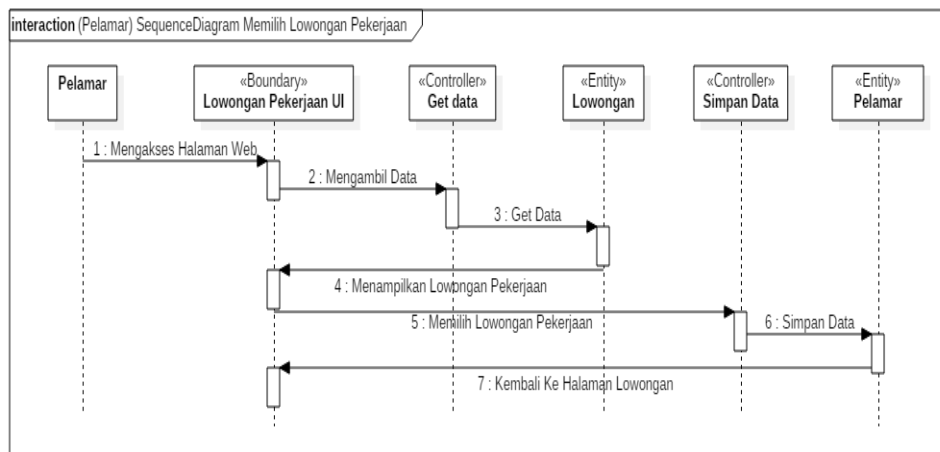 interaction (Pelamar) SequenceDiagram Memilih Lowongan Pekerjaan
Pelamar
«Boundary»
Lowongan Pekerjaan UI
«Controller»
Get data
«Entity»
Lowongan
«Controller»
Simpan Data
«Entity»
Pelamar
1 : Mengakses Halaman Web
2 : Mengambil Data
3 : Get Data
4 : Menampilkan Lowongan Pekerjaan
5 : Memilih Lowongan Pekerjaan
6 : Simpan Data
7 : Kembali Ke Halaman Lowongan